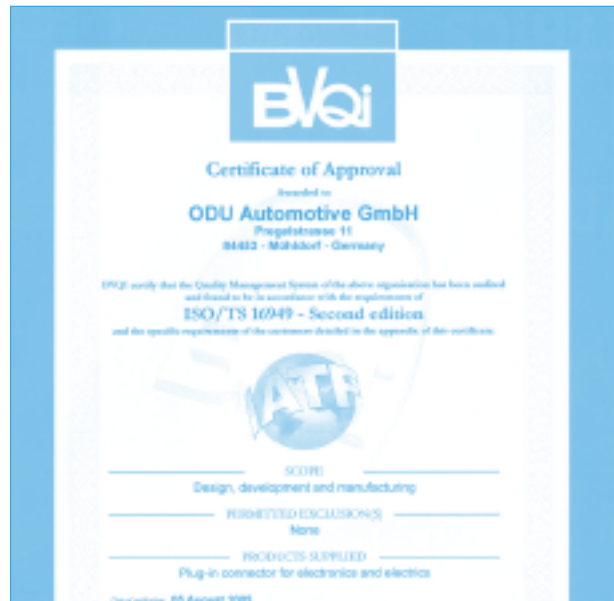 BVQi
Certificate of Approval
Awarded to
ODU Automotive GmbH
Pregelstrasse 11
84453 - Mühldorf - Germany
BVQI certify that the Quality Management System of the above organisation has been audited
and found to be in accordance with the requirements of
ISO/TS 16949 - Second edition
and the specific requirements of the customers detailed in the appendix of this certificate
IATF
SCOPE
Design, development and manufacturing
PERMITTED EXCLUSION(S)
None
PRODUCTS SUPPLIED
Plug-in connector for electronics and electrics
August